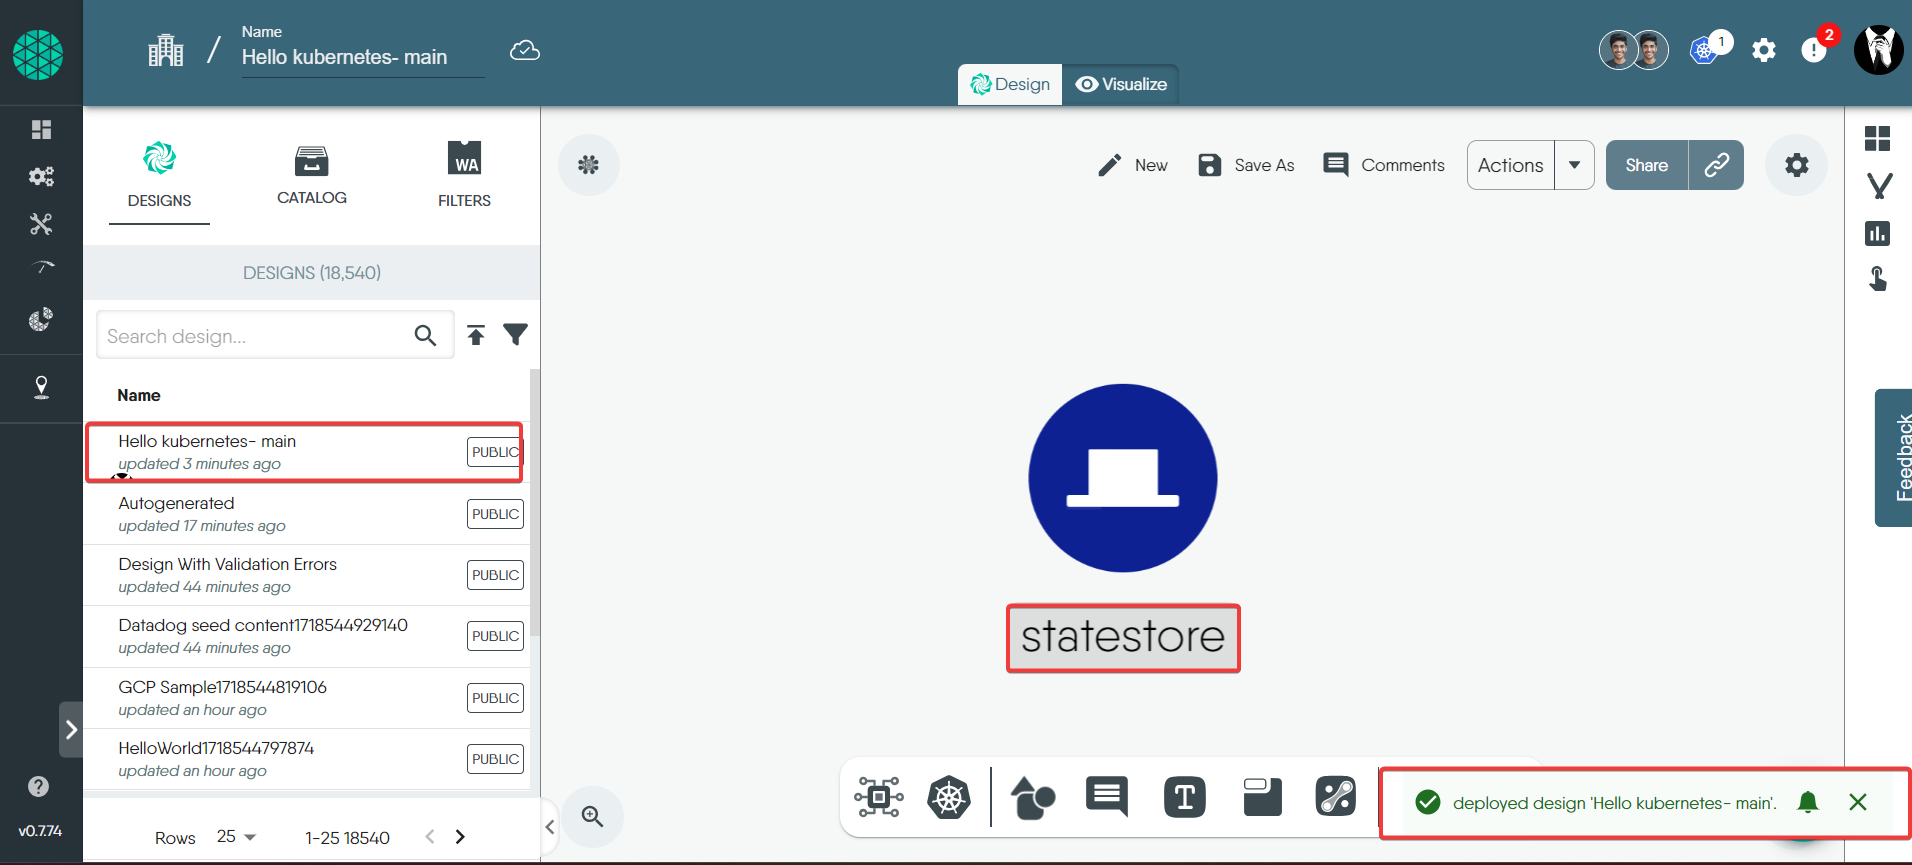 Name
Hello kubernetes- main
1
2
Design
Visualize
DESIGNS
CATALOG
WA
FILTERS
New
Save As
Comments
Actions
Share
DESIGNS (18,540)
Search design...
Name
Hello kubernetes- main
updated 3 minutes ago
PUBLIC
Autogenerated
updated 17 minutes ago
PUBLIC
Design With Validation Errors
updated 44 minutes ago
PUBLIC
Datadog seed content1718544929140
updated 44 minutes ago
PUBLIC
GCP Sample1718544819106
updated an hour ago
PUBLIC
HelloWorld1718544797874
updated an hour ago
PUBLIC
Rows 25 1-25 18540
v0.7.74
statestore
Feedback
T
deployed design 'Hello kubernetes- main'.